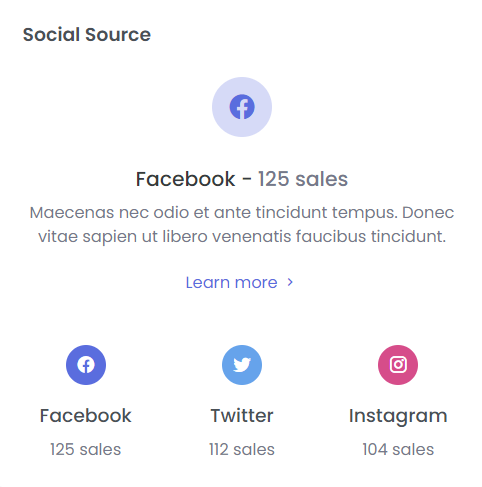 Social Source
Facebook - 125 sales
Maecenas nec odio et ante tincidunt tempus. Donec
vitae sapien ut libero venenatis faucibus tincidunt.
Learn more
Facebook
Twitter
Instagram
125 sales
112 sales
104 sales